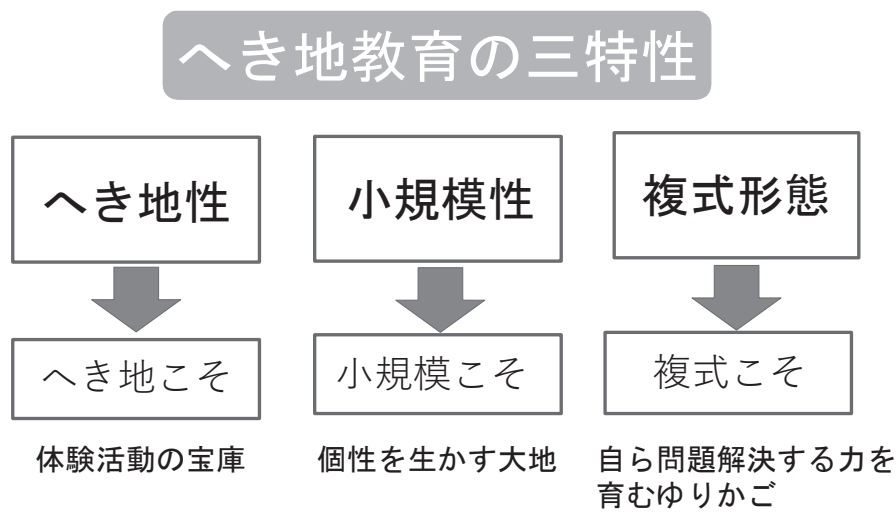 へき地教育の三特性
へき地性
小規模性
複式形態
へき地こそ
小規模こそ
複式こそ
体験活動の宝庫
個性を生かす大地
自ら問題解決する力を
育むゆりかご